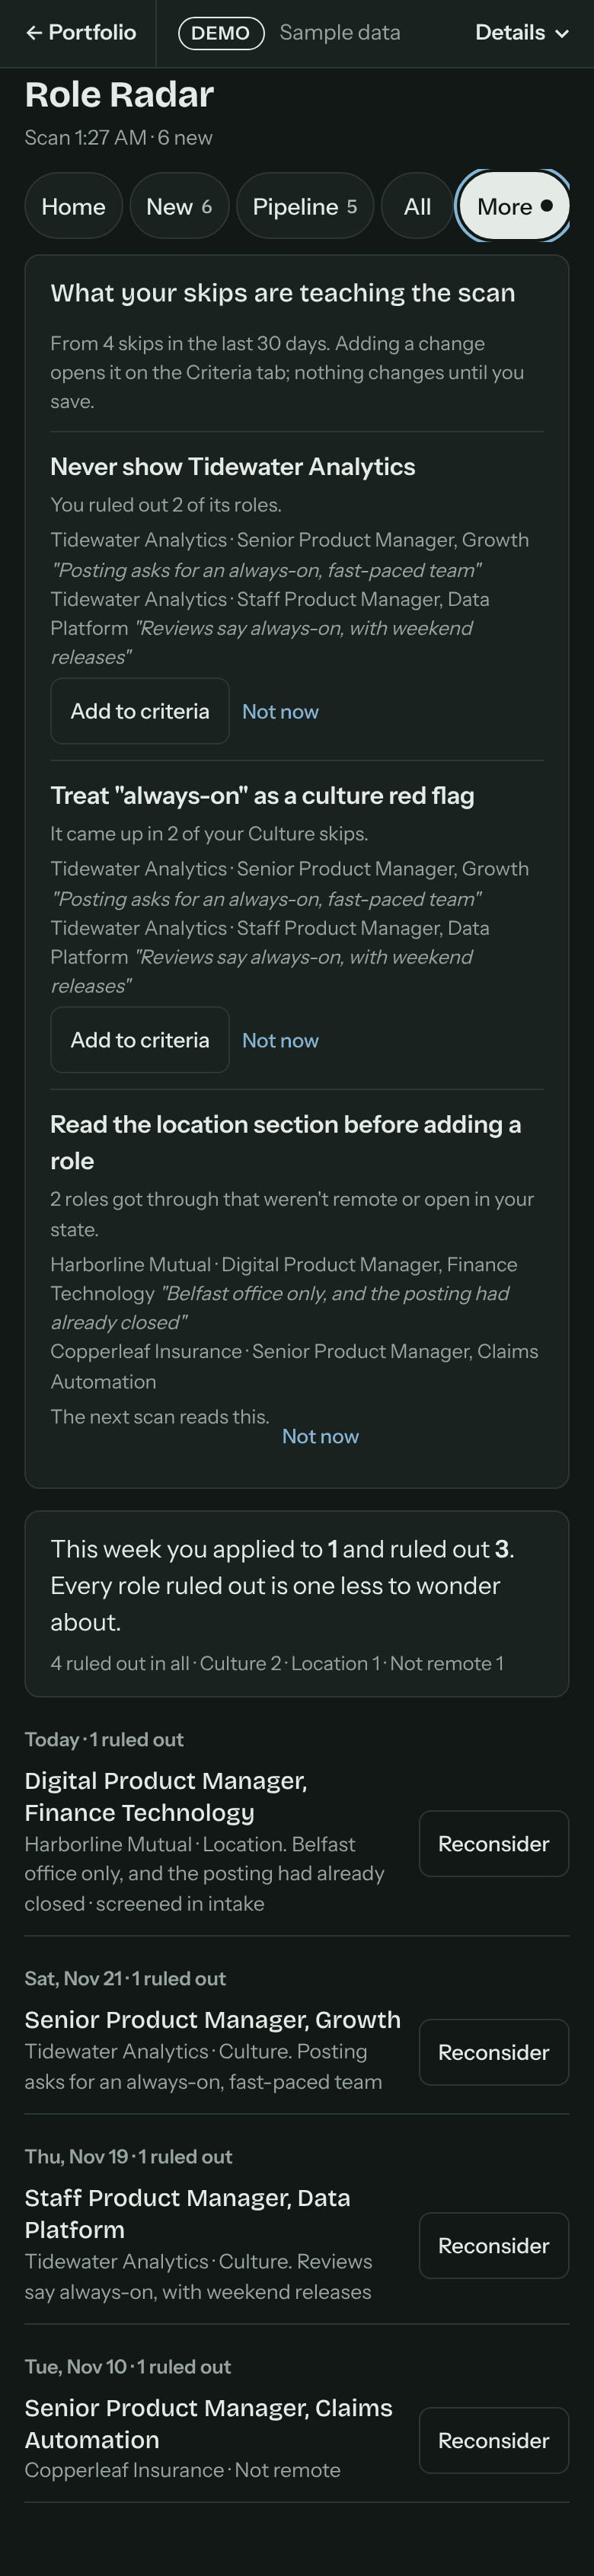 ← Portfolio
DEMO
Sample data
Details
Role Radar
Scan 1:27 AM · 6 new
Home
New 6
Pipeline 5
All
More
What your skips are teaching the scan
From 4 skips in the last 30 days. Adding a change
opens it on the Criteria tab; nothing changes until you
save.
Never show Tidewater Analytics
You ruled out 2 of its roles.
Tidewater Analytics · Senior Product Manager, Growth
"Posting asks for an always-on, fast-paced team"
Tidewater Analytics · Staff Product Manager, Data
Platform "Reviews say always-on, with weekend
releases"
Add to criteria
Not now
Treat "always-on" as a culture red flag
It came up in 2 of your Culture skips.
Tidewater Analytics · Senior Product Manager, Growth
"Posting asks for an always-on, fast-paced team"
Tidewater Analytics · Staff Product Manager, Data
Platform "Reviews say always-on, with weekend
releases"
Add to criteria
Not now
Read the location section before adding a
role
2 roles got through that weren't remote or open in your
state.
Harborline Mutual · Digital Product Manager, Finance
Technology "Belfast office only, and the posting had
already closed"
Copperleaf Insurance · Senior Product Manager, Claims
Automation
The next scan reads this.
Not now
This week you applied to 1 and ruled out 3.
Every role ruled out is one less to wonder
about.
4 ruled out in all · Culture 2 · Location 1 · Not remote 1
Today · 1 ruled out
Digital Product Manager,
Finance Technology
Harborline Mutual · Location. Belfast
office only, and the posting had already
closed · screened in intake
Reconsider
Sat, Nov 21 · 1 ruled out
Senior Product Manager, Growth
Tidewater Analytics · Culture. Posting
asks for an always-on, fast-paced team
Reconsider
Thu, Nov 19 · 1 ruled out
Staff Product Manager, Data
Platform
Tidewater Analytics · Culture. Reviews
say always-on, with weekend releases
Reconsider
Tue, Nov 10 · 1 ruled out
Senior Product Manager, Claims
Automation
Copperleaf Insurance · Not remote
Reconsider